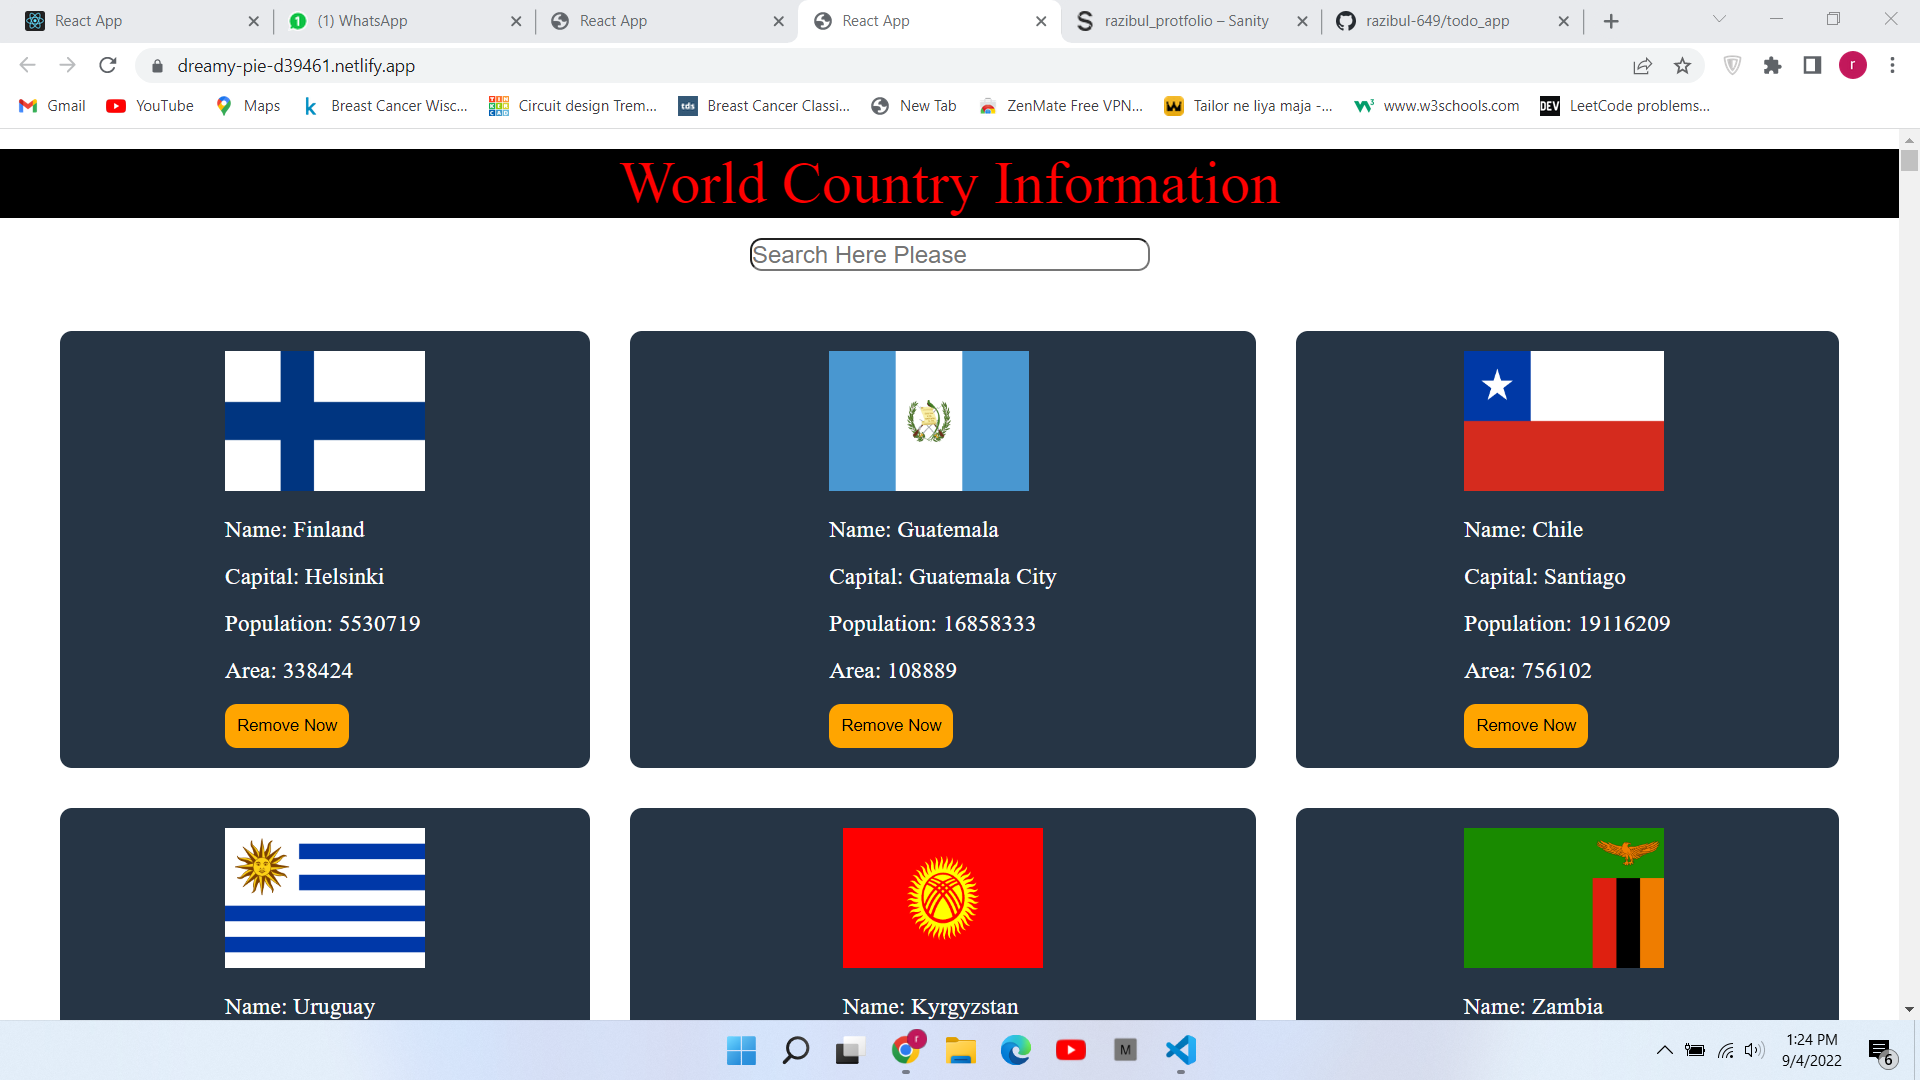 React App
(1) WhatsApp
React App
React App
razibul_protfolio – Sanity
razibul-649/todo_app
dreamy-pie-d39461.netlify.app
r
Gmail
YouTube
Maps
Breast Cancer Wisc...
Circuit design Trem...
Breast Cancer Classi...
New Tab
ZenMate Free VPN...
Tailor ne liya maja -...
www.w3schools.com
LeetCode problems...
World Country Information
Search Here Please
Name: Finland
Capital: Helsinki
Population: 5530719
Area: 338424
Remove Now
Name: Guatemala
Capital: Guatemala City
Population: 16858333
Area: 108889
Remove Now
Name: Chile
Capital: Santiago
Population: 19116209
Area: 756102
Remove Now
Name: Uruguay
Name: Kyrgyzstan
Name: Zambia
1:24 PM
9/4/2022
6